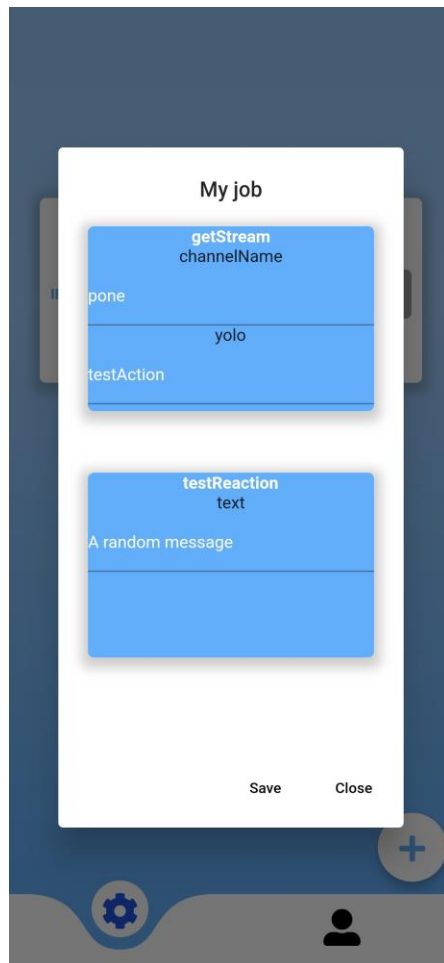 My job
getStream
channelName
pone
yolo
testAction
testReaction
text
A random message
Save Close